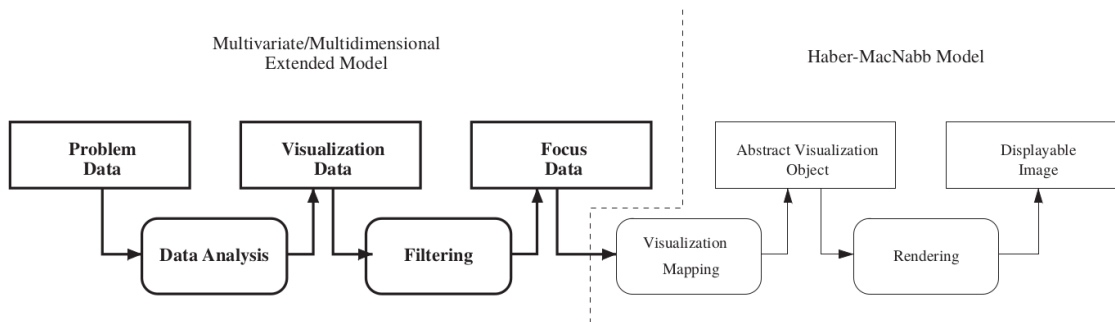 Multivariate/Multidimensional
Extended Model
Haber-MacNabb Model
Problem
Data
Visualization
Data
Focus
Data
Abstract Visualization
Object
Displayable
Image
Data Analysis
Filtering
Visualization
Mapping
Rendering